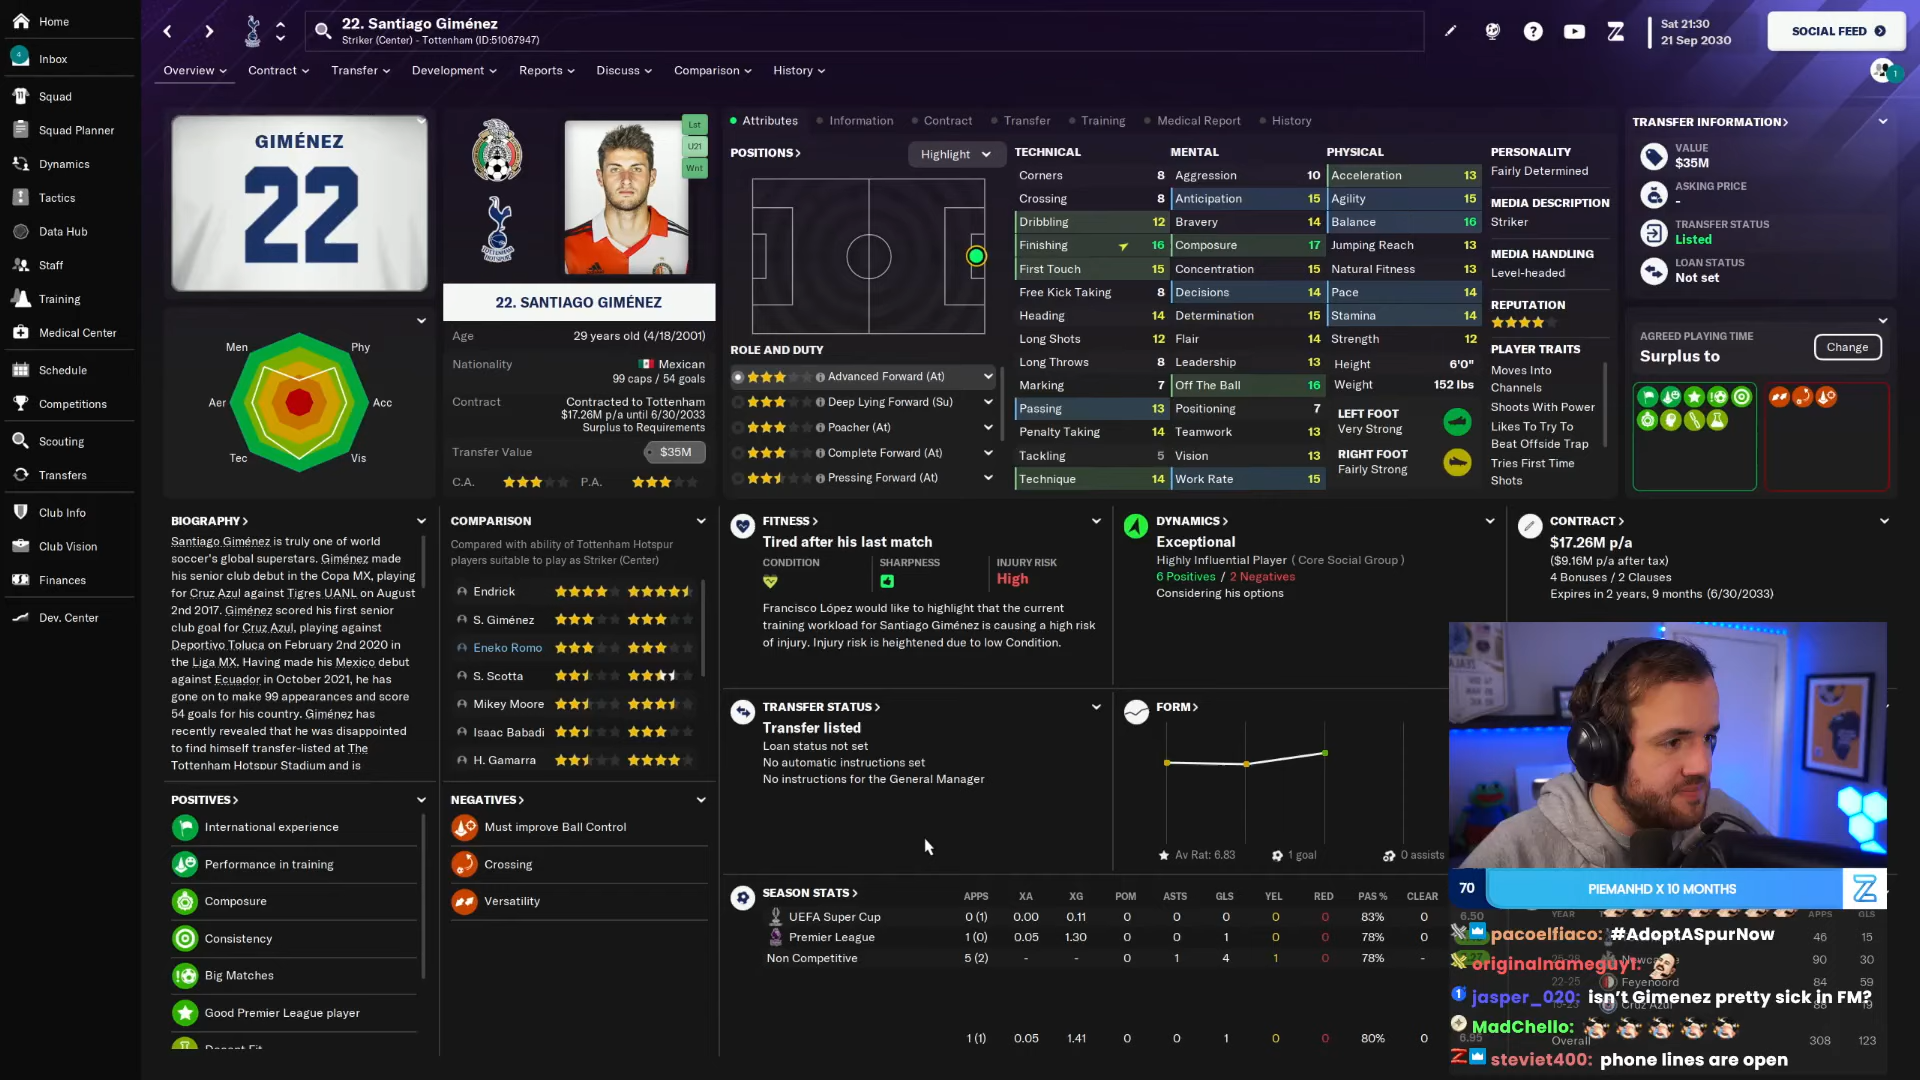 Home
Inbox
4
Squad
Squad Planner
Dynamics
Tactics
Data Hub
Staff
Training
Medical Center
Schedule
Competitions
Scouting
Transfers
Club Info
Club Vision
Finances
Dev. Center
22. Santiago Giménez
Striker (Center) - Tottenham (ID:51067947)
Sat 21:30
21 Sep 2030
SOCIAL FEED
1
Overview
Contract
Transfer
Development
Reports
Discuss
Comparison
History
GIMÉNEZ
22
Men
Phy
Aer
Acc
Tec
Vis
Lst
U21
Wnt
22. SANTIAGO GIMÉNEZ
Age 29 years old (4/18/2001)
Nationality Mexican
99 caps / 54 goals
Contract Contracted to Tottenham
$17.26M p/a until 6/30/2033
Surplus to Requirements
Transfer Value $35M
C.A. P.A.
Attributes
Information
Contract
Transfer
Training
Medical Report
History
POSITIONS
Highlight
ROLE AND DUTY
Advanced Forward (At)
Deep Lying Forward (Su)
Poacher (At)
Complete Forward (At)
Pressing Forward (At)
TECHNICAL
Corners 8
Crossing 8
Dribbling 12
Finishing 16
First Touch 15
Free Kick Taking 8
Heading 14
Long Shots 12
Long Throws 8
Marking 7
Passing 13
Penalty Taking 14
Tackling 5
Technique 14
MENTAL
Aggression 10
Anticipation 15
Bravery 14
Composure 17
Concentration 15
Decisions 14
Determination 15
Flair 14
Leadership 13
Off The Ball 16
Positioning 7
Teamwork 13
Vision 13
Work Rate 15
PHYSICAL
Acceleration 13
Agility 15
Balance 16
Jumping Reach 13
Natural Fitness 13
Pace 14
Stamina 14
Strength 12
Height 6'0"
Weight 152 lbs
LEFT FOOT
Very Strong
RIGHT FOOT
Fairly Strong
PERSONALITY
Fairly Determined
MEDIA DESCRIPTION
Striker
MEDIA HANDLING
Level-headed
REPUTATION
PLAYER TRAITS
Moves Into
Channels
Shoots With Power
Likes To Try To
Beat Offside Trap
Tries First Time
Shots
TRANSFER INFORMATION
VALUE
$35M
ASKING PRICE
-
TRANSFER STATUS
Listed
LOAN STATUS
Not set
AGREED PLAYING TIME
Surplus to
Change
BIOGRAPHY
Santiago Giménez is truly one of world
soccer's global superstars. Giménez made
his senior club debut in the Copa MX, playing
for Cruz Azul against Tigres UANL on August
2nd 2017. Giménez scored his first senior
club goal for Cruz Azul, playing against
Deportivo Toluca on February 2nd 2020 in
the Liga MX. Having made his Mexico debut
against Ecuador in October 2021, he has
gone on to make 99 appearances and score
54 goals for his country. Giménez has
recently revealed that he was disappointed
to find himself transfer-listed at The
Tottenham Hotspur Stadium and is
COMPARISON
Compared with ability of Tottenham Hotspur
players suitable to play as Striker (Center)
Endrick
S. Giménez
Eneko Romo
S. Scotta
Mikey Moore
Isaac Babadi
H. Gamarra
FITNESS
Tired after his last match
CONDITION
SHARPNESS
INJURY RISK
High
Francisco López would like to highlight that the current
training workload for Santiago Giménez is causing a high risk
of injury. Injury risk is heightened due to low Condition.
DYNAMICS
Exceptional
Highly Influential Player ( Core Social Group )
6 Positives / 2 Negatives
Considering his options
CONTRACT
$17.26M p/a
($9.16M p/a after tax)
4 Bonuses / 2 Clauses
Expires in 2 years, 9 months (6/30/2033)
TRANSFER STATUS
Transfer listed
Loan status not set
No automatic instructions set
No instructions for the General Manager
FORM
Av Rat: 6.83
1 goal
0 assists
POSITIVES
International experience
Performance in training
Composure
Consistency
Big Matches
Good Premier League player
NEGATIVES
Must improve Ball Control
Crossing
Versatility
SEASON STATS APPS XA XG POM ASTS GLS YEL RED PAS % CLEAR
UEFA Super Cup 0 (1) 0.00 0.11 0 0 0 0 0 83% 0 6.50
Premier League 1 (0) 0.05 1.30 0 0 1 0 0 78% 0
Non Competitive 5 (2) - - 0 1 4 1 0 78% -
1 (1) 0.05 1.41 0 0 1 0 0 80% 0 6.95
70
PIEMANHD X 10 MONTHS
YEAR APPS GLS
46 15
90 30
22-25 Feyenoord 84 59
Cruz Azul 88 19
Overall 308 123
pacoelfiaco: #AdoptASpurNow
originalnameguy1:
jasper_020: isn't Gimenez pretty sick in FM?
MadChello:
steviet400: phone lines are open